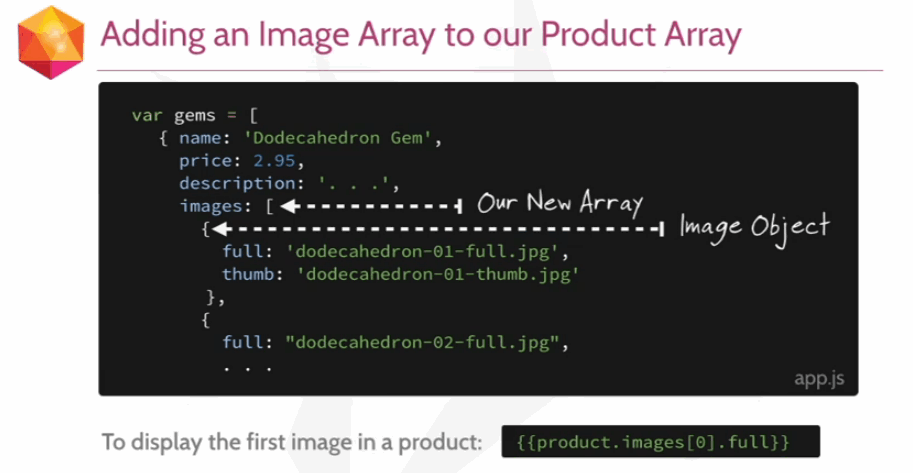 Adding an Image Array to our Product Array
var gems = [
{ name: 'Dodecahedron Gem',
price: 2.95,
description: '. . .',
images: [ Our New Array
{ Image Object
full: 'dodecahedron-01-full.jpg',
thumb: 'dodecahedron-01-thumb.jpg'
},
{
full: "dodecahedron-02-full.jpg",
. . .
app.js
To display the first image in a product: {{product.images[0].full}}